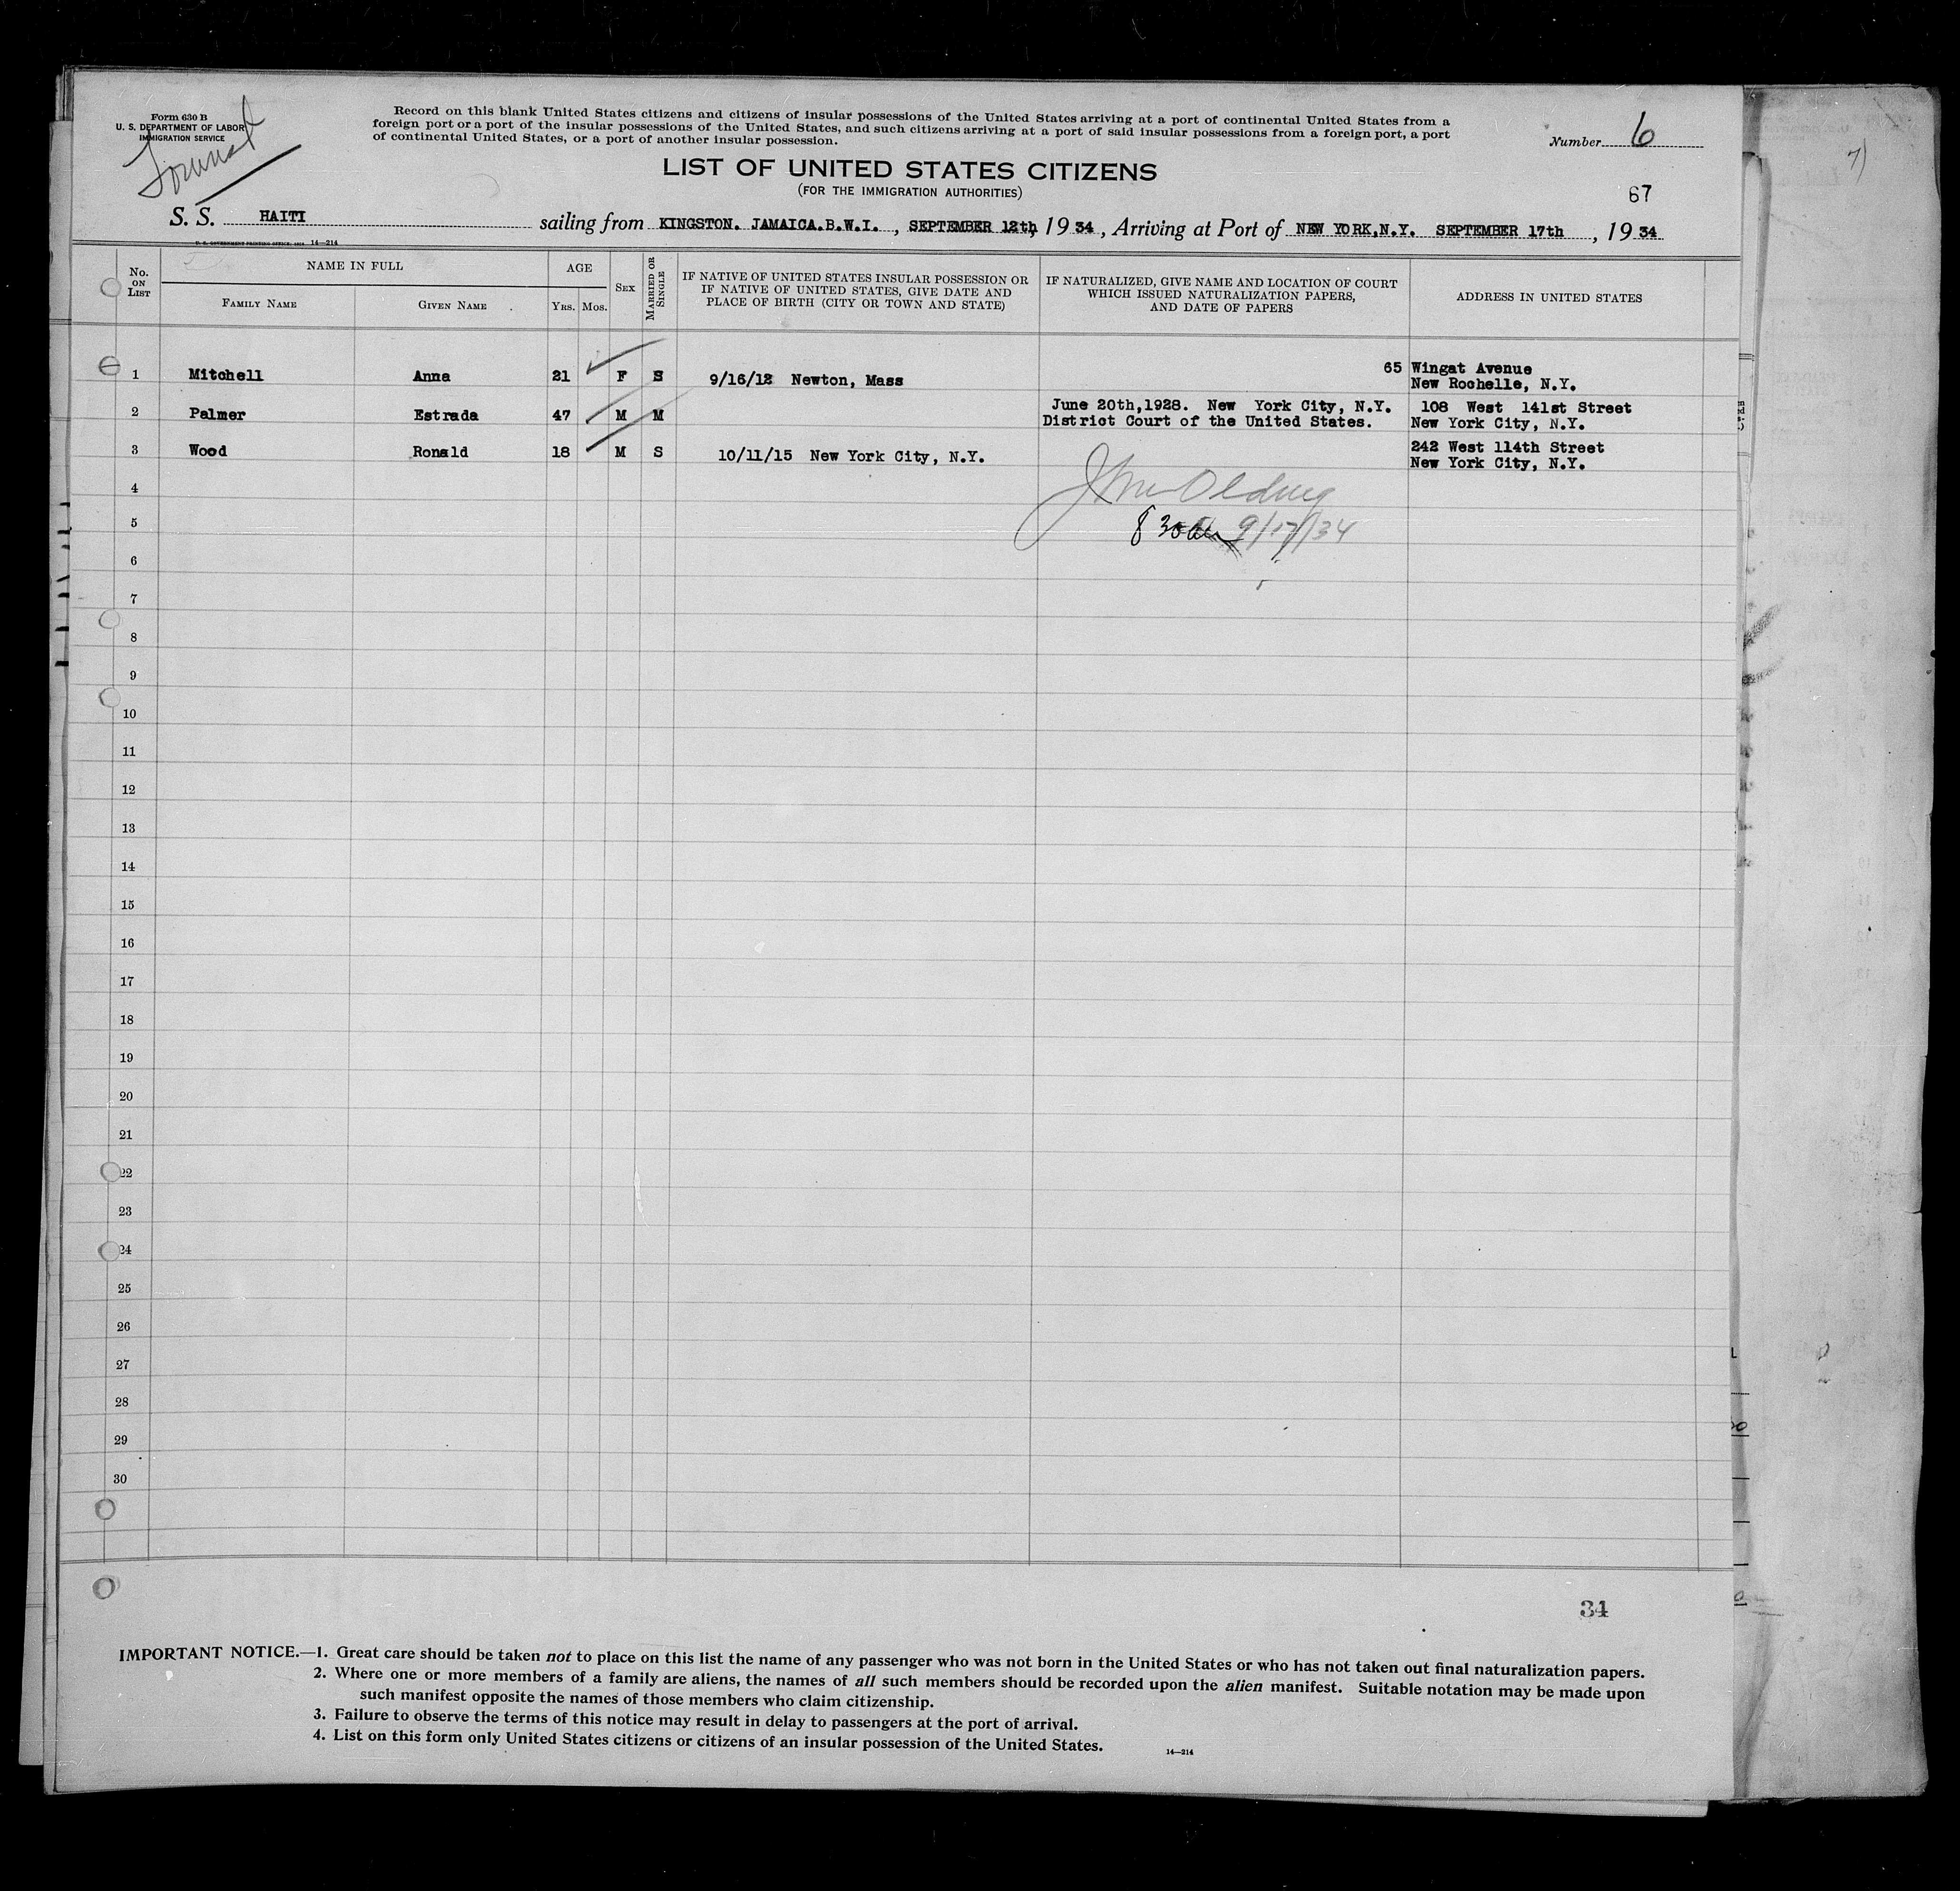 Form 630 B
U. S. DEPARTMENT OF LABOR
IMMIGRATION SERVICE
Record on this blank United States citizens and citizens of insular possessions of the United States arriving at a port of continental United States from a
foreign port or a port of the insular possessions of the United States, and such citizens arriving at a port of said insular possessions from a foreign port, a port
of continental United States, or a port of another insular possession.
Number 6
LIST OF UNITED STATES CITIZENS
(FOR THE IMMIGRATION AUTHORITIES)
67
S. S. HAITI sailing from KINGSTON. JAMAICA.B.W.I. , SEPTEMBER 12th, 19 34 , Arriving at Port of NEW YORK,N.Y. SEPTEMBER 17th , 19 34
U. S. GOVERNMENT PRINTING OFFICE 14—214
No. ON LIST
NAME IN FULL
FAMILY NAME
GIVEN NAME
AGE
YRS. MOS.
SEX
MARRIED OR SINGLE
IF NATIVE OF UNITED STATES INSULAR POSSESSION OR
IF NATIVE OF UNITED STATES, GIVE DATE AND
PLACE OF BIRTH (CITY OR TOWN AND STATE)
IF NATURALIZED, GIVE NAME AND LOCATION OF COURT
WHICH ISSUED NATURALIZATION PAPERS,
AND DATE OF PAPERS
ADDRESS IN UNITED STATES
1 Mitchell Anna 21 F S 9/16/12 Newton, Mass 65 Wingat Avenue
New Rochelle, N.Y.
2 Palmer Estrada 47 M M June 20th,1928. New York City, N.Y. 108 West 141st Street
District Court of the United States. New York City, N.Y.
3 Wood Ronald 18 M S 10/11/15 New York City, N.Y. 242 West 114th Street
New York City, N.Y.
4
5 8 30 am 9/17/34
6
7
8
9
10
11
12
13
14
15
16
17
18
19
20
21
22
23
24
25
26
27
28
29
30
34
IMPORTANT NOTICE.—1. Great care should be taken not to place on this list the name of any passenger who was not born in the United States or who has not taken out final naturalization papers.
2. Where one or more members of a family are aliens, the names of all such members should be recorded upon the alien manifest. Suitable notation may be made upon
such manifest opposite the names of those members who claim citizenship.
3. Failure to observe the terms of this notice may result in delay to passengers at the port of arrival.
4. List on this form only United States citizens or citizens of an insular possession of the United States.
14—214